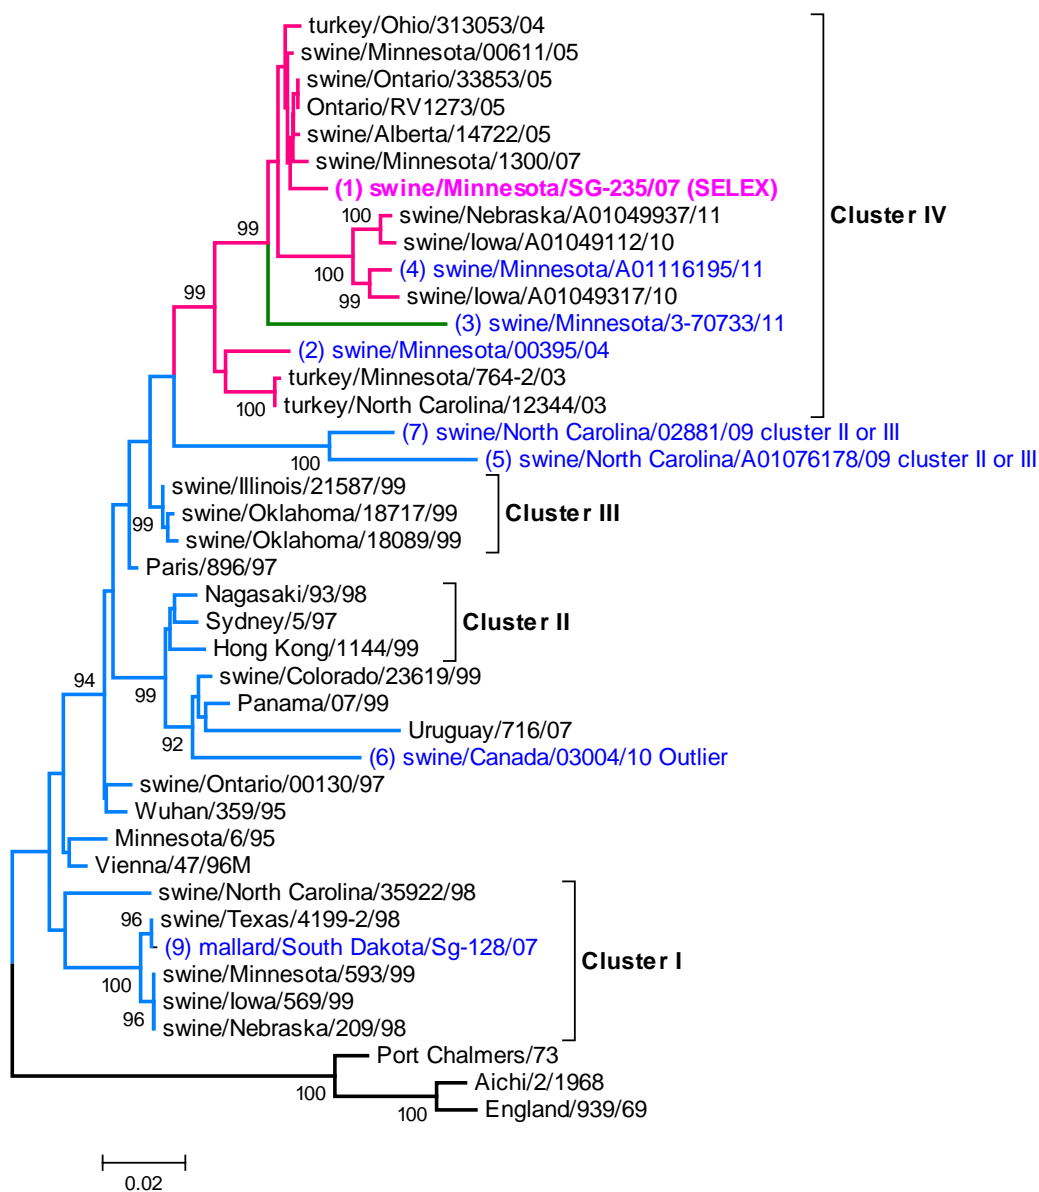 turkey/Ohio/313053/04
swine/Minnesota/00611/05
swine/Ontario/33853/05
Ontario/RV1273/05
swine/Alberta/14722/05
swine/Minnesota/1300/07
(1) swine/Minnesota/SG-235/07 (SELEX)
100 swine/Nebraska/A01049937/11
Cluster IV
99
swine/Iowa/A01049112/10
100 (4) swine/Minnesota/A01116195/11
99 swine/Iowa/A01049317/10
99
(3) swine/Minnesota/3-70733/11
(2) swine/Minnesota/00395/04
turkey/Minnesota/764-2/03
100 turkey/North Carolina/12344/03
(7) swine/North Carolina/02881/09 cluster II or III
100 (5) swine/North Carolina/A01076178/09 cluster II or III
swine/Illinois/21587/99
99 swine/Oklahoma/18717/99
Cluster III
swine/Oklahoma/18089/99
Paris/896/97
Nagasaki/93/98
Sydney/5/97
Cluster II
Hong Kong/1144/99
94
99
swine/Colorado/23619/99
Panama/07/99
Uruguay/716/07
92
(6) swine/Canada/03004/10 Outlier
swine/Ontario/00130/97
Wuhan/359/95
Minnesota/6/95
Vienna/47/96M
swine/North Carolina/35922/98
96 swine/Texas/4199-2/98
(9) mallard/South Dakota/Sg-128/07
Cluster I
100 swine/Minnesota/593/99
swine/Iowa/569/99
96 swine/Nebraska/209/98
Port Chalmers/73
100
Aichi/2/1968
100 England/939/69
0.02